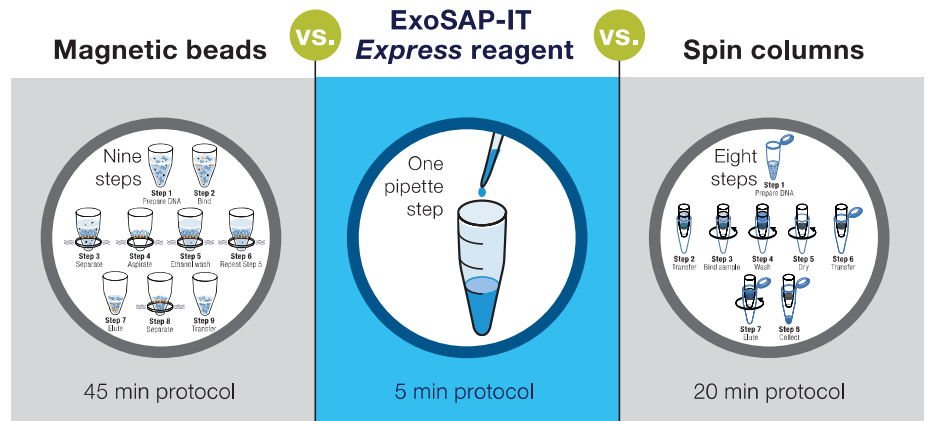 Magnetic beads
vs.
ExoSAP-IT
Express reagent
vs.
Spin columns
Nine
steps
Step 1
Prepare DNA
Step 2
Bind
Step 3
Separate
Step 4
Aspirate
Step 5
Ethanol wash
Step 6
Repeat Step 5
Step 7
Elute
Step 8
Separate
Step 9
Transfer
45 min protocol
One
pipette
step
5 min protocol
Eight
steps
Step 1
Prepare DNA
Step 2
Transfer
Step 3
Bind sample
Step 4
Wash
Step 5
Dry
Step 6
Transfer
Step 7
Elute
Step 6
Collect
20 min protocol